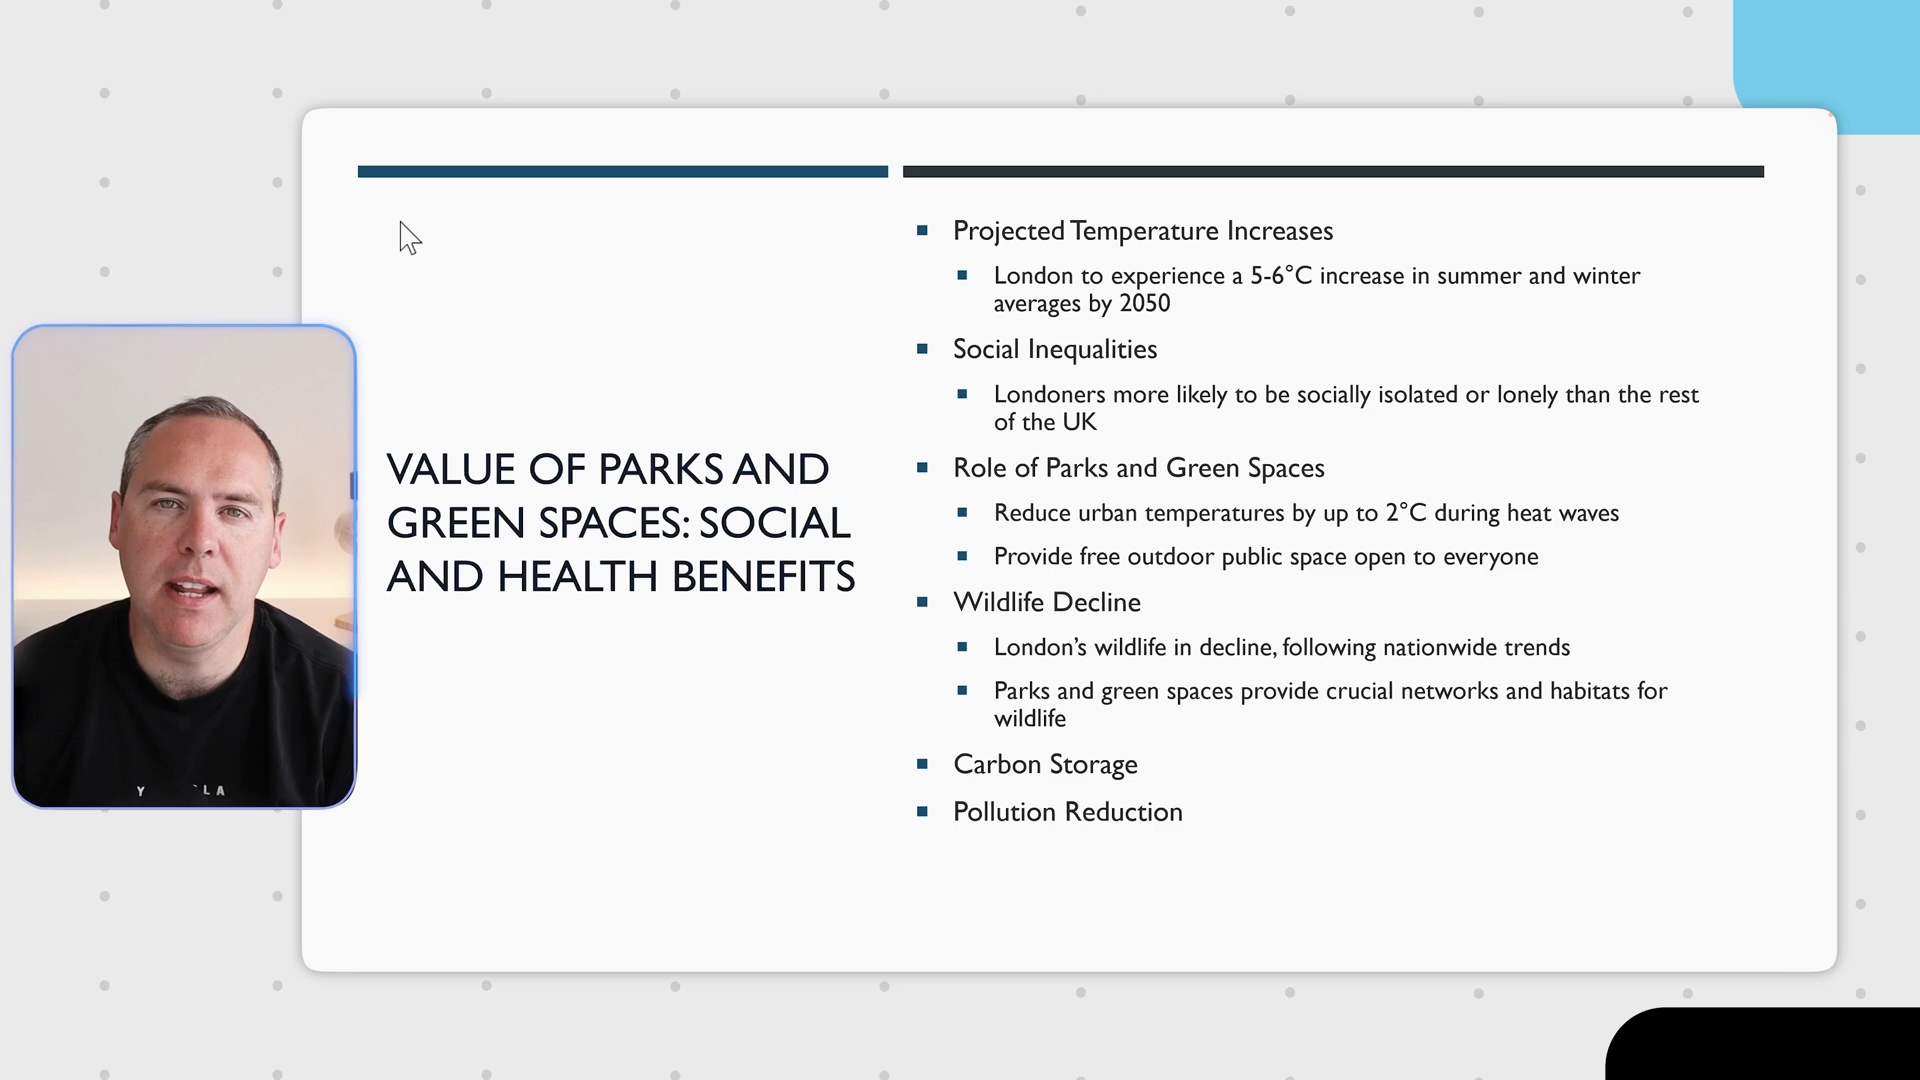 VALUE OF PARKS AND
GREEN SPACES: SOCIAL
AND HEALTH BENEFITS
Projected Temperature Increases
London to experience a 5-6°C increase in summer and winter
averages by 2050
Social Inequalities
Londoners more likely to be socially isolated or lonely than the rest
of the UK
Role of Parks and Green Spaces
Reduce urban temperatures by up to 2°C during heat waves
Provide free outdoor public space open to everyone
Wildlife Decline
London’s wildlife in decline, following nationwide trends
Parks and green spaces provide crucial networks and habitats for
wildlife
Carbon Storage
Pollution Reduction